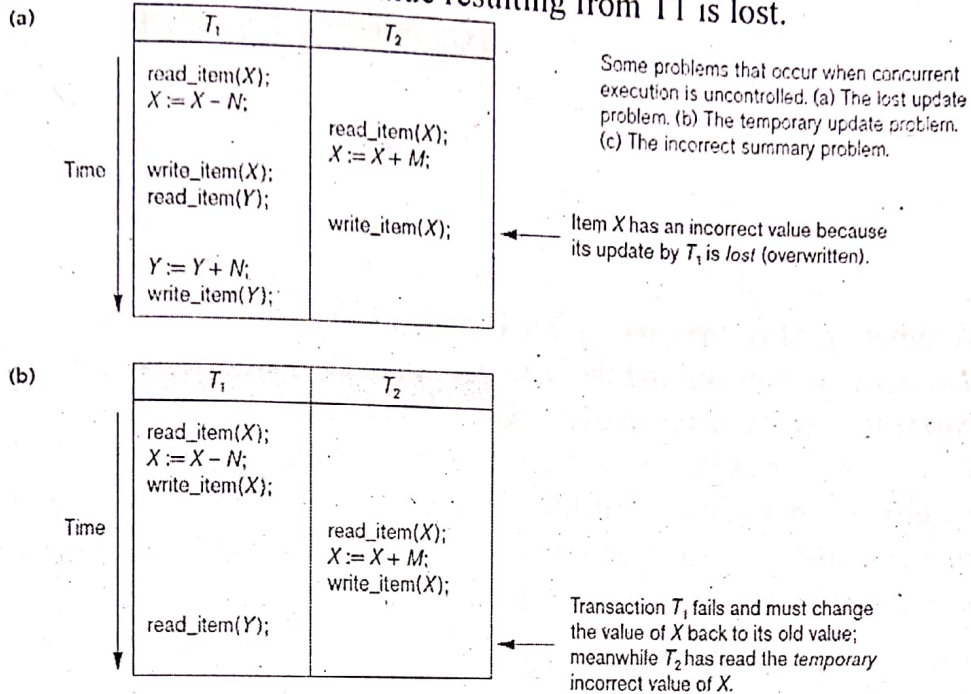 resulting from T1 is lost.
(a)
T₁ T₂
read_item(X);
X := X – N;
read_item(X);
X := X + M;
Time
write_item(X);
read_item(Y);
write_item(X);
Y := Y + N;
write_item(Y);
Some problems that occur when concurrent
execution is uncontrolled. (a) The lost update
problem. (b) The temporary update problem.
(c) The incorrect summary problem.
Item X has an incorrect value because
its update by T₁ is lost (overwritten).
(b)
T₁ T₂
read_item(X);
X := X – N;
write_item(X);
Time
read_item(X);
X := X + M;
write_item(X);
read_item(Y);
Transaction T₁ fails and must change
the value of X back to its old value;
meanwhile T₂ has read the temporary
incorrect value of X.